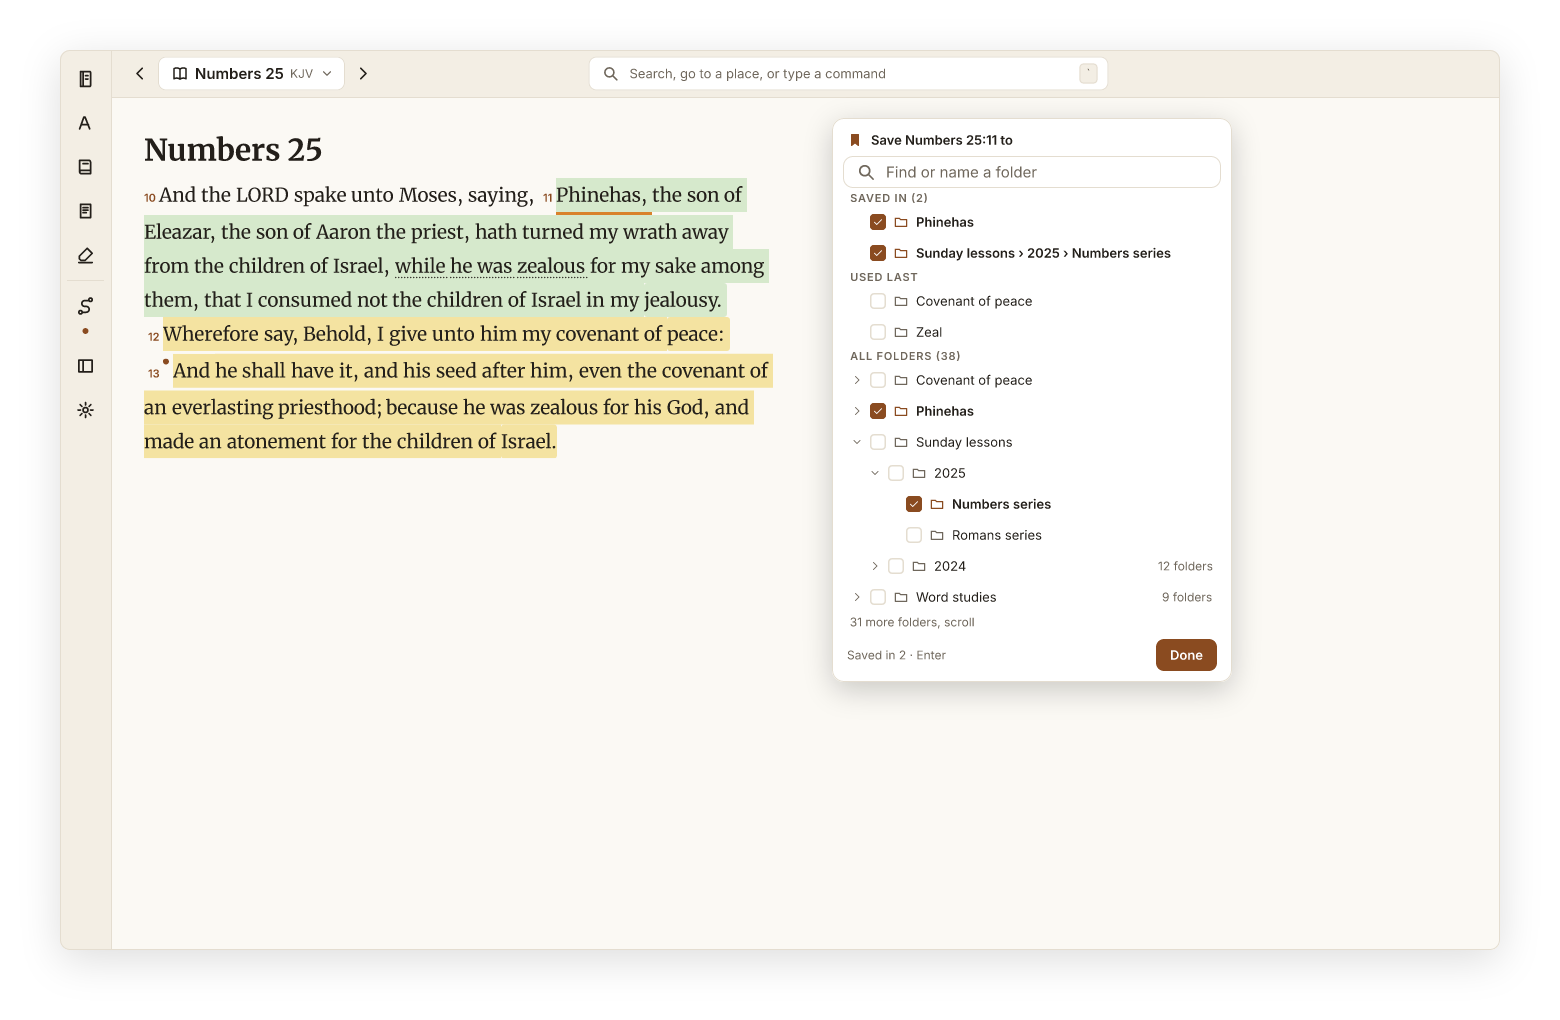 Numbers 25 KJV
Search, go to a place, or type a command
Numbers 25
10 And the LORD spake unto Moses, saying, 11 Phinehas, the son of
Eleazar, the son of Aaron the priest, hath turned my wrath away
from the children of Israel, while he was zealous for my sake among
them, that I consumed not the children of Israel in my jealousy.
12 Wherefore say, Behold, I give unto him my covenant of peace:
13 And he shall have it, and his seed after him, even the covenant of
an everlasting priesthood; because he was zealous for his God, and
made an atonement for the children of Israel.
Save Numbers 25:11 to
Find or name a folder
SAVED IN (2)
Phinehas
Sunday lessons › 2025 › Numbers series
USED LAST
Covenant of peace
Zeal
ALL FOLDERS (38)
Covenant of peace
Phinehas
Sunday lessons
2025
Numbers series
Romans series
2024 12 folders
Word studies 9 folders
31 more folders, scroll
Saved in 2 · Enter Done